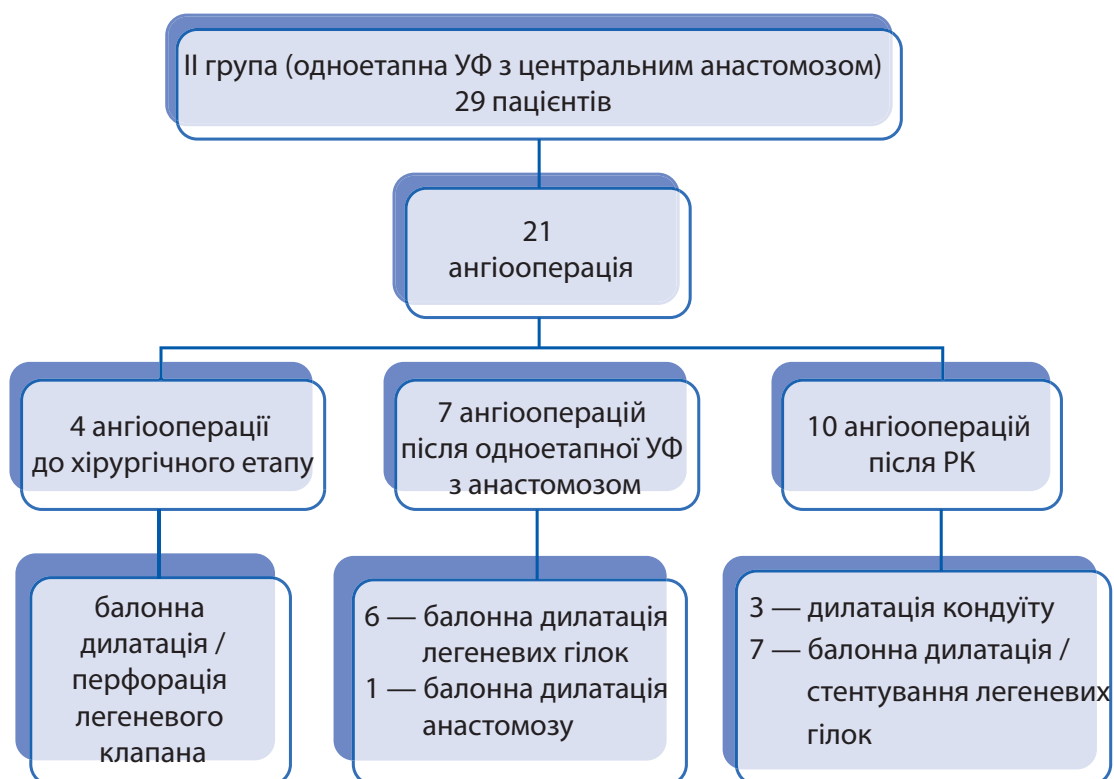 II група (одноетапна УФ з центральним анастомозом)
29 пацієнтів
21
ангіооперація
4 ангіооперації
до хірургічного етапу
7 ангіооперацій
після одноетапної УФ
з анастомозом
10 ангіооперацій
після РК
балонна
дилатація /
перфорація
легеневого
клапана
6 — балонна дилатація
легеневих гілок
1 — балонна дилатація
анастомозу
3 — дилатація кондуїту
7 — балонна дилатація /
стентування легеневих
гілок